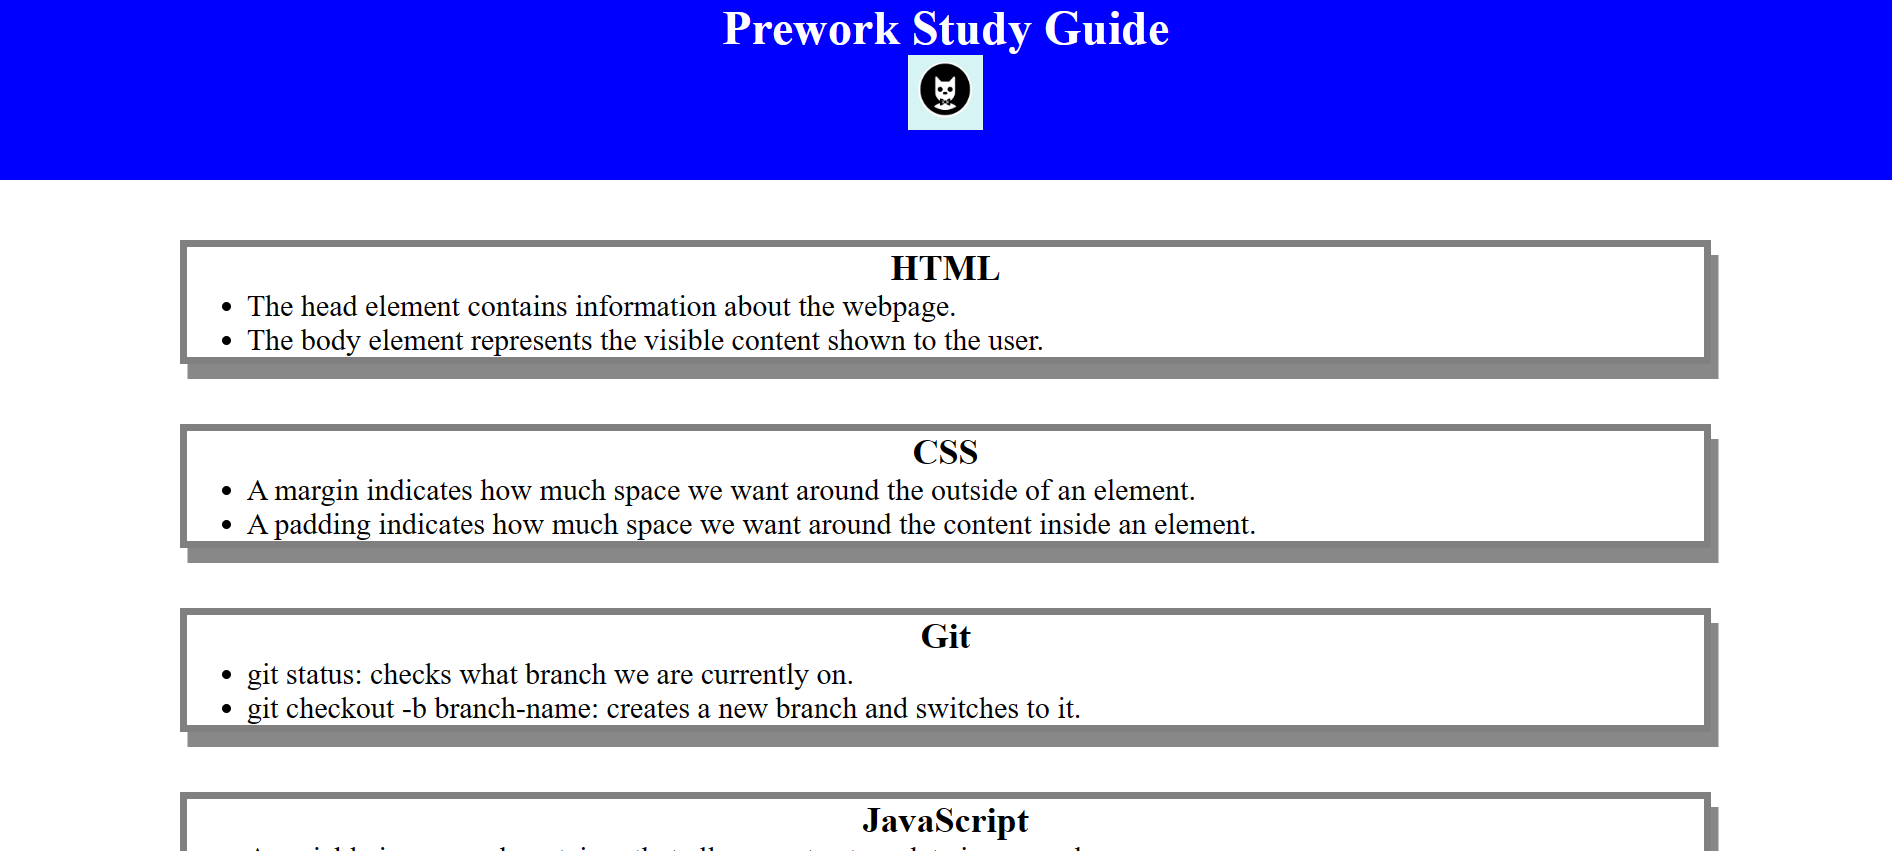 Prework Study Guide
HTML
• The head element contains information about the webpage.
• The body element represents the visible content shown to the user.
CSS
• A margin indicates how much space we want around the outside of an element.
• A padding indicates how much space we want around the content inside an element.
Git
• git status: checks what branch we are currently on.
• git checkout -b branch-name: creates a new branch and switches to it.
JavaScript